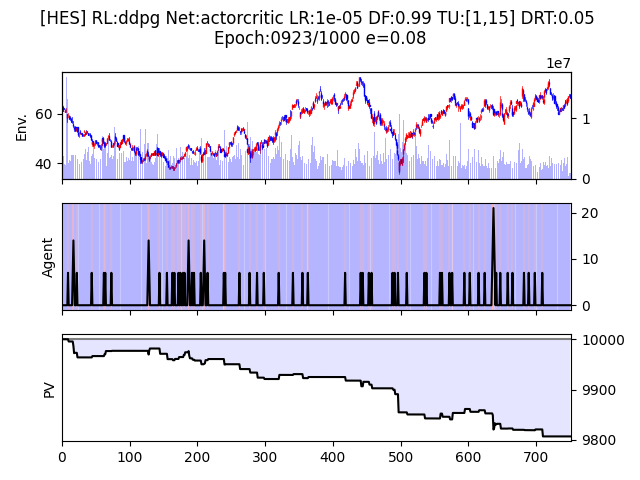 [HES] RL:ddpg Net:actorcritic LR:1e-05 DF:0.99 TU:[1,15] DRT:0.05
Epoch:0923/1000 e=0.08
1e7
Env.
60
40
1
0
Agent
20
10
0
PV
10000
9900
9800
0 100 200 300 400 500 600 700